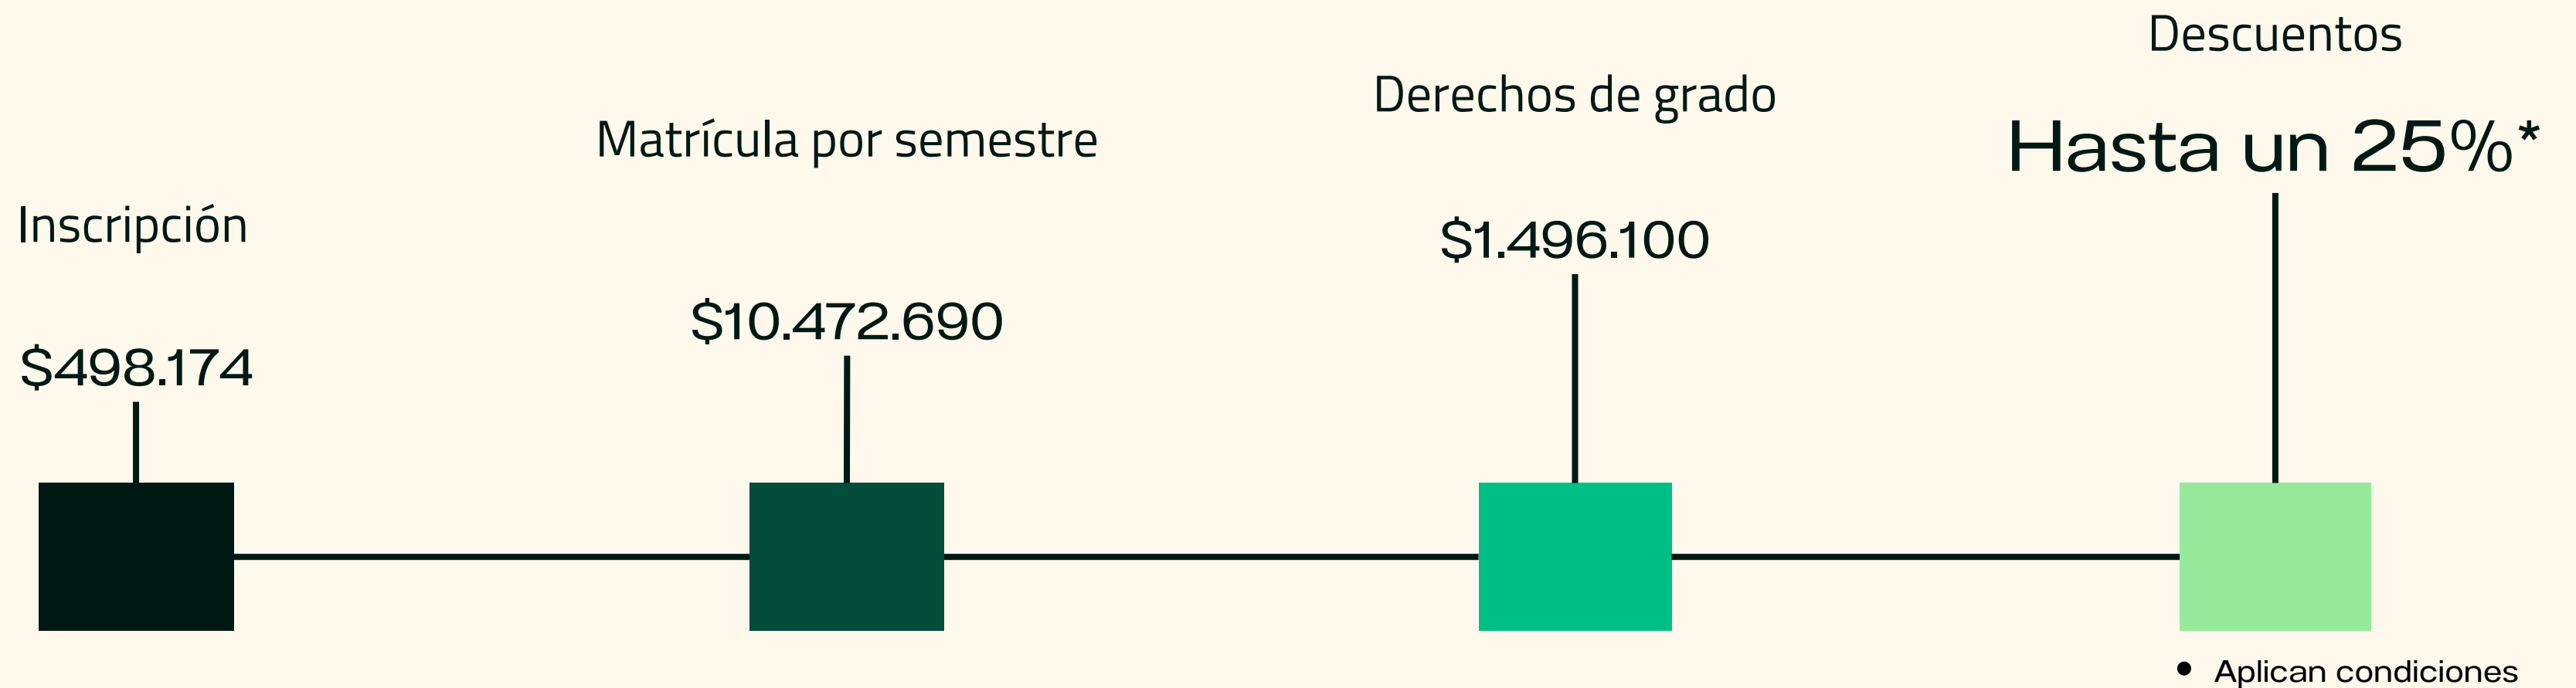 Inscripción
$498.174
Matrícula por semestre
$10.472.690
Derechos de grado
$1.496.100
Descuentos
Hasta un 25%*
• Aplican condiciones